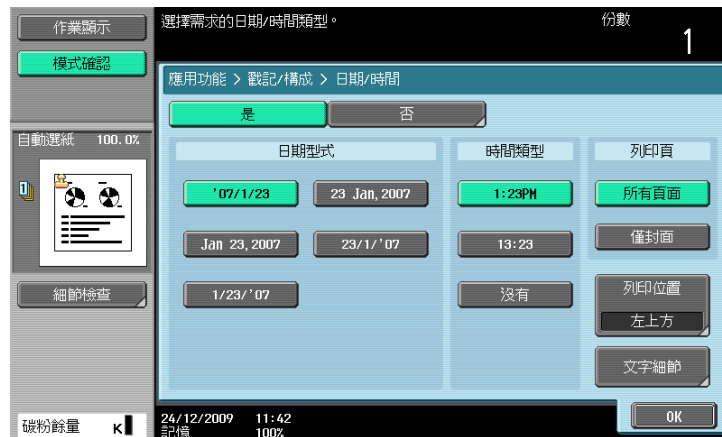 作業顯示
模式確認
選擇需求的日期/時間類型。
份數
1
應用功能 > 戳記/構成 > 日期/時間
是
否
自動選紙 100.0%
日期型式
時間類型
列印頁
'07/1/23
23 Jan,2007
1:23PM
所有頁面
Jan 23,2007
23/1/'07
13:23
僅封面
1/23/'07
沒有
細節檢查
列印位置
左上方
文字細節
碳粉餘量 K
24/12/2009 11:42
記憶 100%
OK